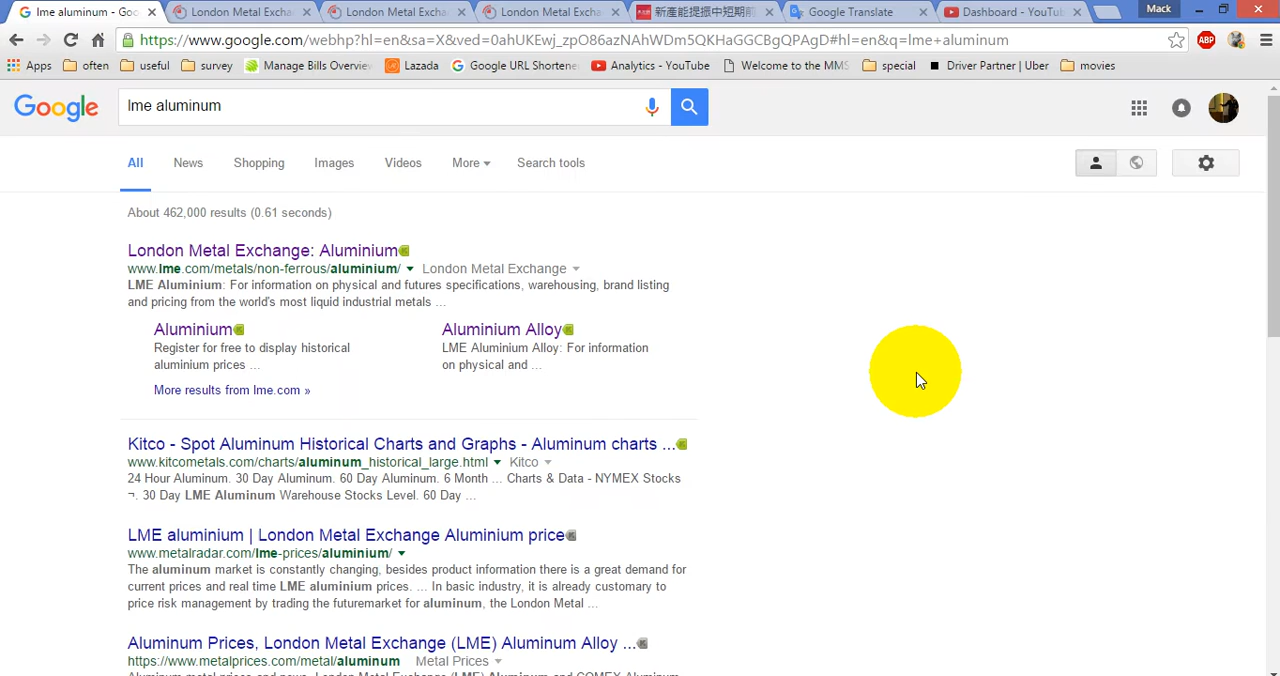 lme aluminum - Goo
London Metal Exchan
London Metal Exchan
London Metal Exchan
新產能提振中短期前
Google Translate
Dashboard - YouTub
Mack
https://www.google.com/webhp?hl=en&sa=X&ved=0ahUKEwj_zpO86azNAhWDm5QKHaGGCBgQPAgD#hl=en&q=lme+aluminum
ABP
Apps
often
useful
survey
Manage Bills Overview
Lazada
Google URL Shortene
Analytics - YouTube
Welcome to the MMS
special
Driver Partner | Uber
movies
Google
lme aluminum
All
News
Shopping
Images
Videos
More
Search tools
About 462,000 results (0.61 seconds)
London Metal Exchange: Aluminium
www.lme.com/metals/non-ferrous/aluminium/ London Metal Exchange
LME Aluminium: For information on physical and futures specifications, warehousing, brand listing
and pricing from the world's most liquid industrial metals ...
Aluminium
Register for free to display historical
aluminium prices ...
Aluminium Alloy
LME Aluminium Alloy: For information
on physical and ...
More results from lme.com »
Kitco - Spot Aluminum Historical Charts and Graphs - Aluminum charts ...
www.kitcometals.com/charts/aluminum_historical_large.html Kitco
24 Hour Aluminum. 30 Day Aluminum. 60 Day Aluminum. 6 Month ... Charts & Data - NYMEX Stocks
¬. 30 Day LME Aluminum Warehouse Stocks Level. 60 Day ...
LME aluminium | London Metal Exchange Aluminium price
www.metalradar.com/lme-prices/aluminium/
The aluminum market is constantly changing, besides product information there is a great demand for
current prices and real time LME aluminium prices. ... In basic industry, it is already customary to
price risk management by trading the futuremarket for aluminum, the London Metal ...
Aluminum Prices, London Metal Exchange (LME) Aluminum Alloy ...
https://www.metalprices.com/metal/aluminum Metal Prices